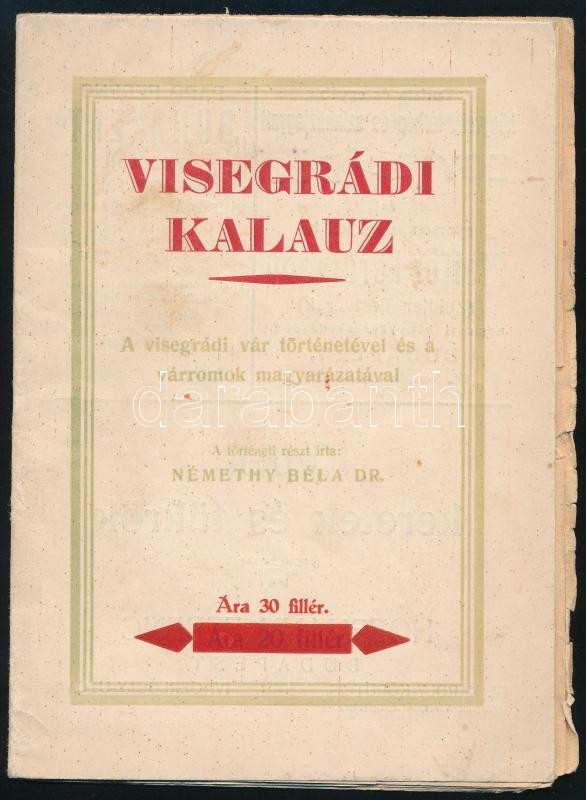 VISEGRÁDI
KALAUZ
A visegrádi vár történetével és a
várromok magyarázatával
darabanth
A történeti részt írta:
NÉMETHY BÉLA DR.
Ára 30 fillér.
Ára 20 fillér